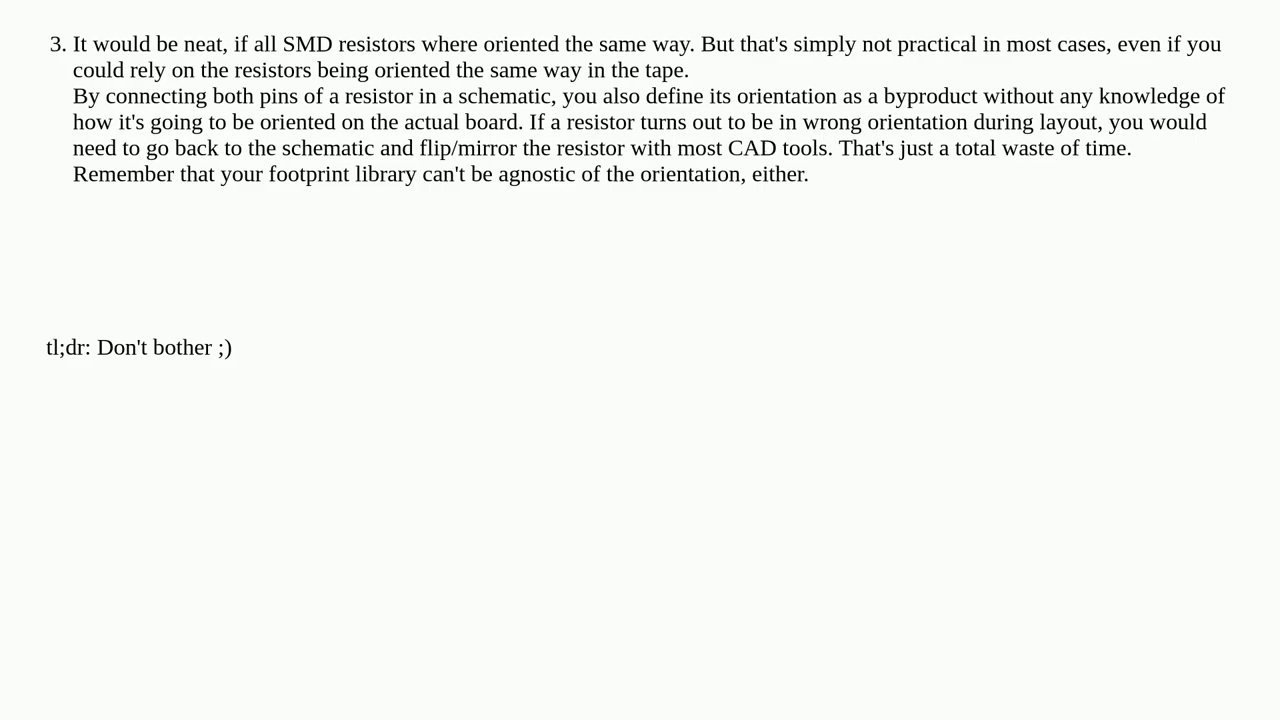 3. It would be neat, if all SMD resistors where oriented the same way. But that's simply not practical in most cases, even if you
could rely on the resistors being oriented the same way in the tape.
By connecting both pins of a resistor in a schematic, you also define its orientation as a byproduct without any knowledge of
how it's going to be oriented on the actual board. If a resistor turns out to be in wrong orientation during layout, you would
need to go back to the schematic and flip/mirror the resistor with most CAD tools. That's just a total waste of time.
Remember that your footprint library can't be agnostic of the orientation, either.
tl;dr: Don't bother ;)